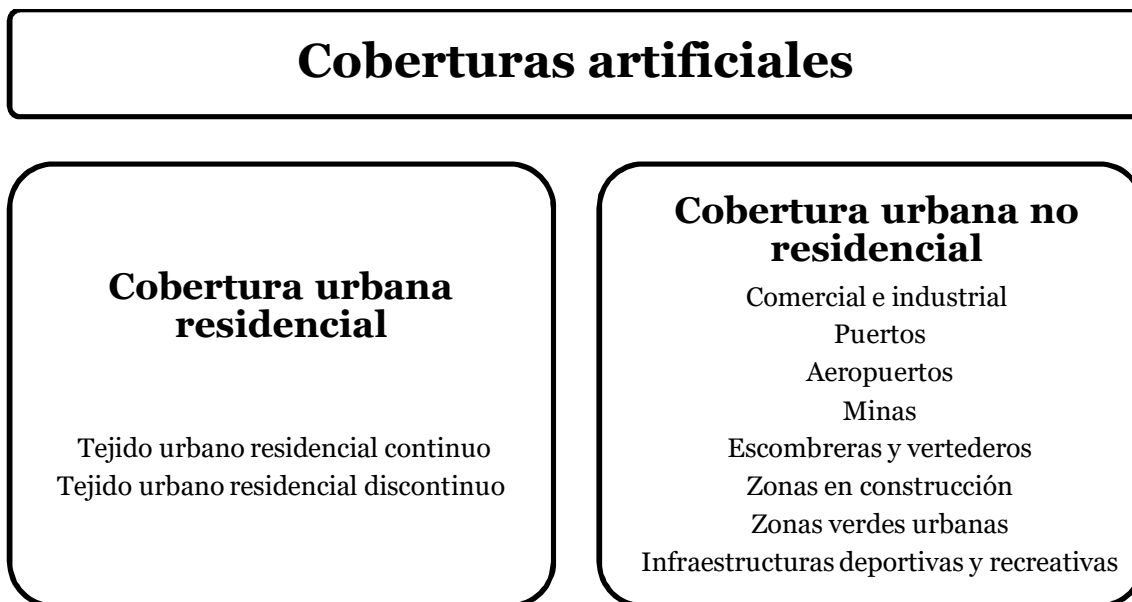 Coberturas artificiales
Cobertura urbana
residencial
Tejido urbano residencial continuo
Tejido urbano residencial discontinuo
Cobertura urbana no
residencial
Comercial e industrial
Puertos
Aeropuertos
Minas
Escombreras y vertederos
Zonas en construcción
Zonas verdes urbanas
Infraestructuras deportivas y recreativas